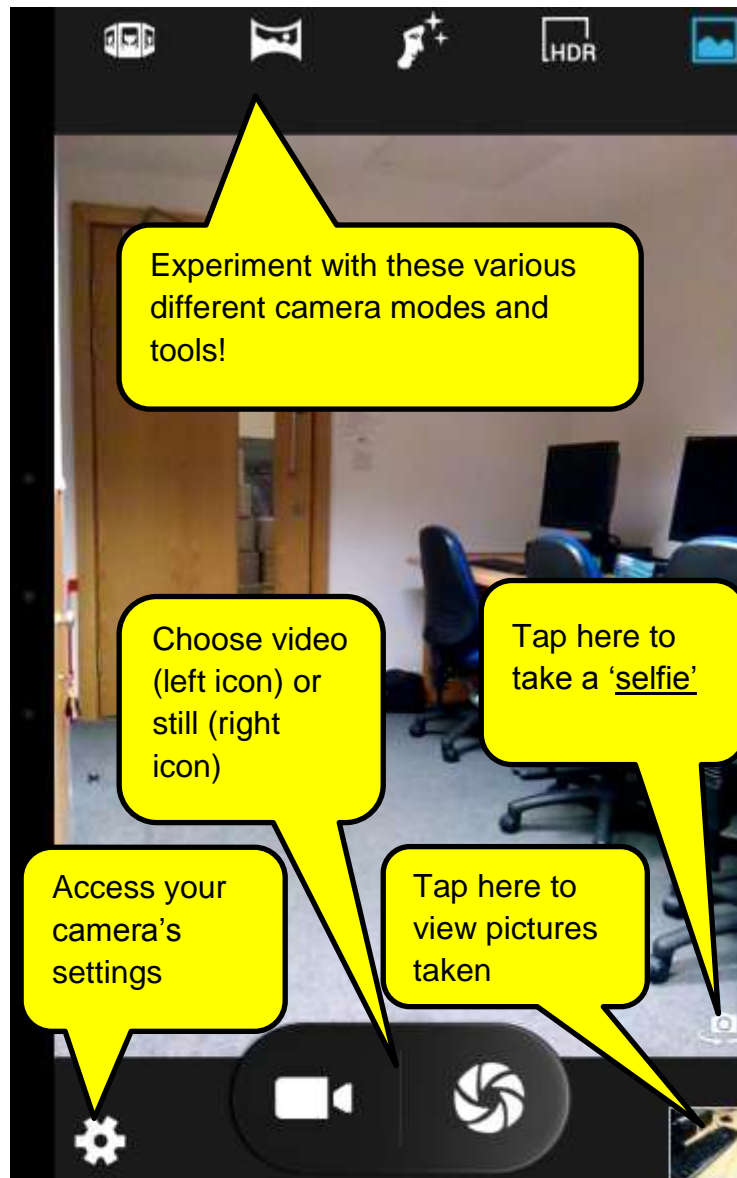 HDR
Experiment with these various
different camera modes and
tools!
Choose video
(left icon) or
still (right
icon)
Tap here to
take a ‘selfie’
Access your
camera’s
settings
Tap here to
view pictures
taken